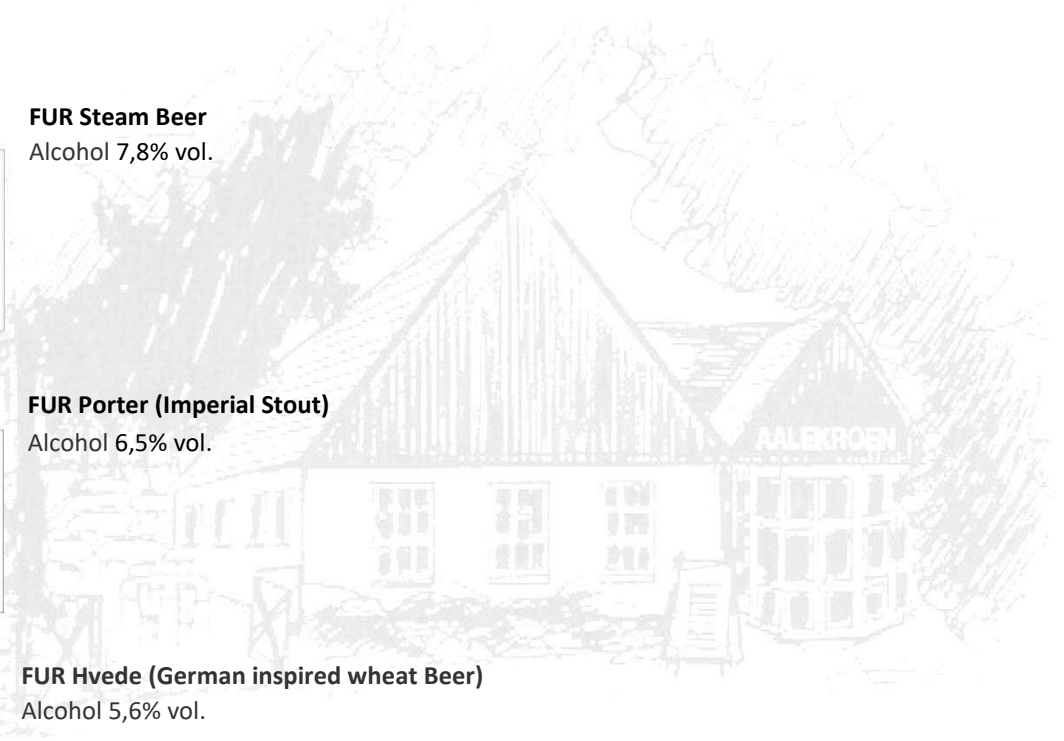 FUR Steam Beer
Alcohol 7,8% vol.
FUR Porter (Imperial Stout)
Alcohol 6,5% vol.
AALEKROEN
FUR Hvede (German inspired wheat Beer)
Alcohol 5,6% vol.